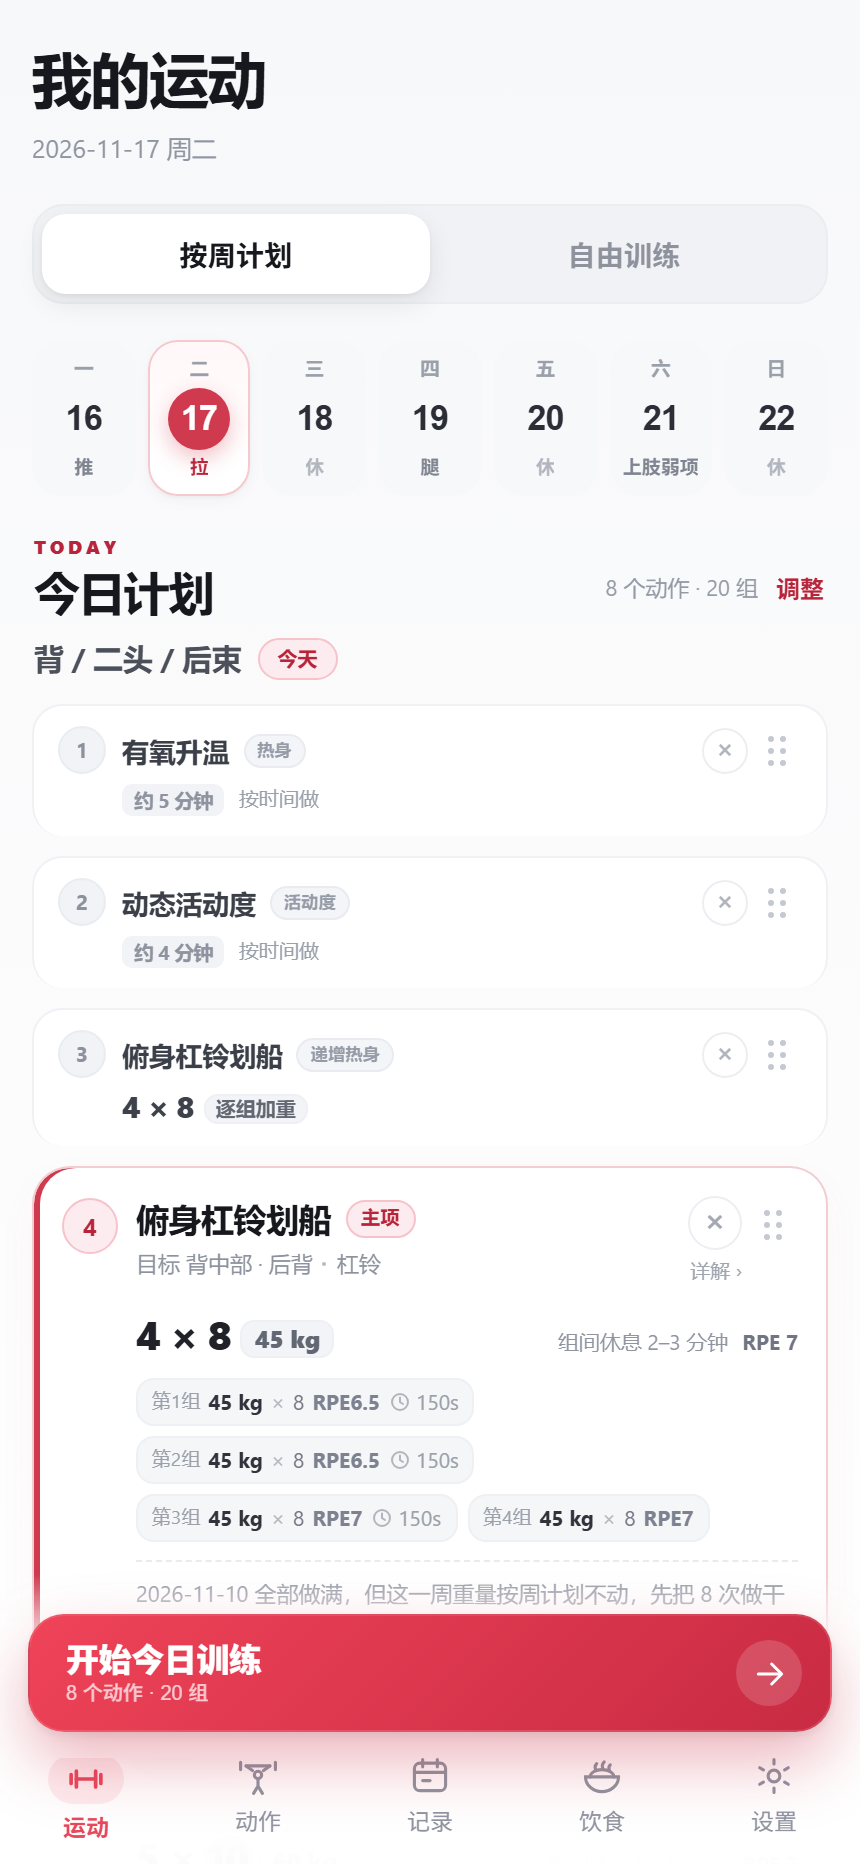 我的运动
2026-11-17 周二
按周计划 自由训练
一 二 三 四 五 六 日
16 17 18 19 20 21 22
推 拉 休 腿 休 上肢弱项 休
TODAY
今日计划
8 个动作 · 20 组 调整
背 / 二头 / 后束 今天
1 有氧升温 热身 ×
约 5 分钟 按时间做
2 动态活动度 活动度 ×
约 4 分钟 按时间做
3 俯身杠铃划船 递增热身 ×
4 × 8 逐组加重
4 俯身杠铃划船 主项 ×
目标 背中部 · 后背 · 杠铃
详解 ›
4 × 8 45 kg 组间休息 2–3 分钟 RPE 7
第1组 45 kg × 8 RPE6.5 150s
第2组 45 kg × 8 RPE6.5 150s
第3组 45 kg × 8 RPE7 150s 第4组 45 kg × 8 RPE7
2026-11-10 全部做满，但这一周重量按周计划不动，先把 8 次做干
开始今日训练
8 个动作 · 20 组
运动 动作 记录 饮食 设置